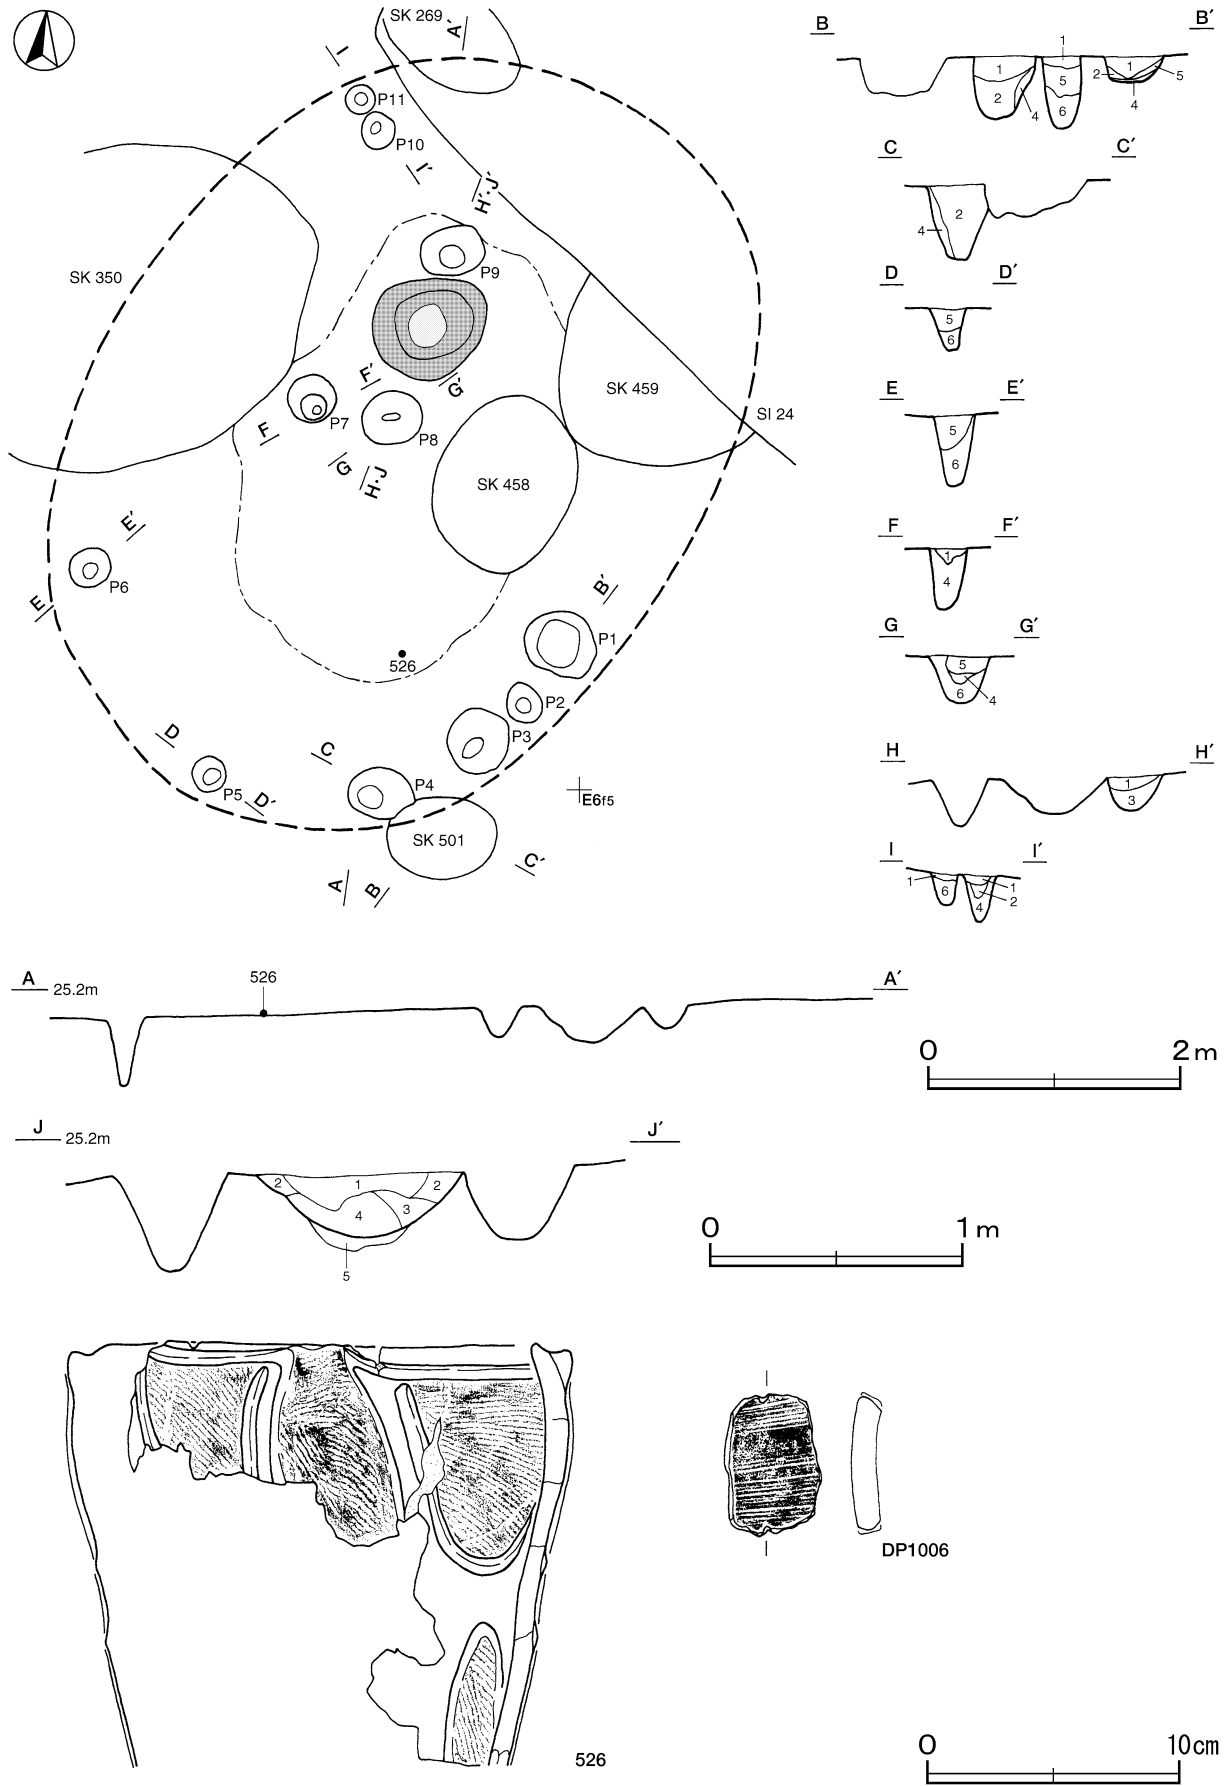 SK 269
A′
I
P11
P10
I′
H′·J′
SK 350
P9
F′
G′
SK 459
SI 24
P7
P8
F
G
H·J
SK 458
E′
P6
E
B′
P1
526
P2
P3
D
C
P4
P5
D′
E6f5
SK 501
C′
A
B
B
B′
1
1
1
2
5
5
2
4
6
4
C
C′
2
4
D
D′
5
6
E
E′
5
6
F
F′
1
4
G
G′
5
4
6
H
H′
1
3
I
I′
1
1
6
2
4
A
25.2m
526
A′
0
2m
J
25.2m
J′
2
1
2
4
3
5
0
1m
DP1006
526
0
10cm